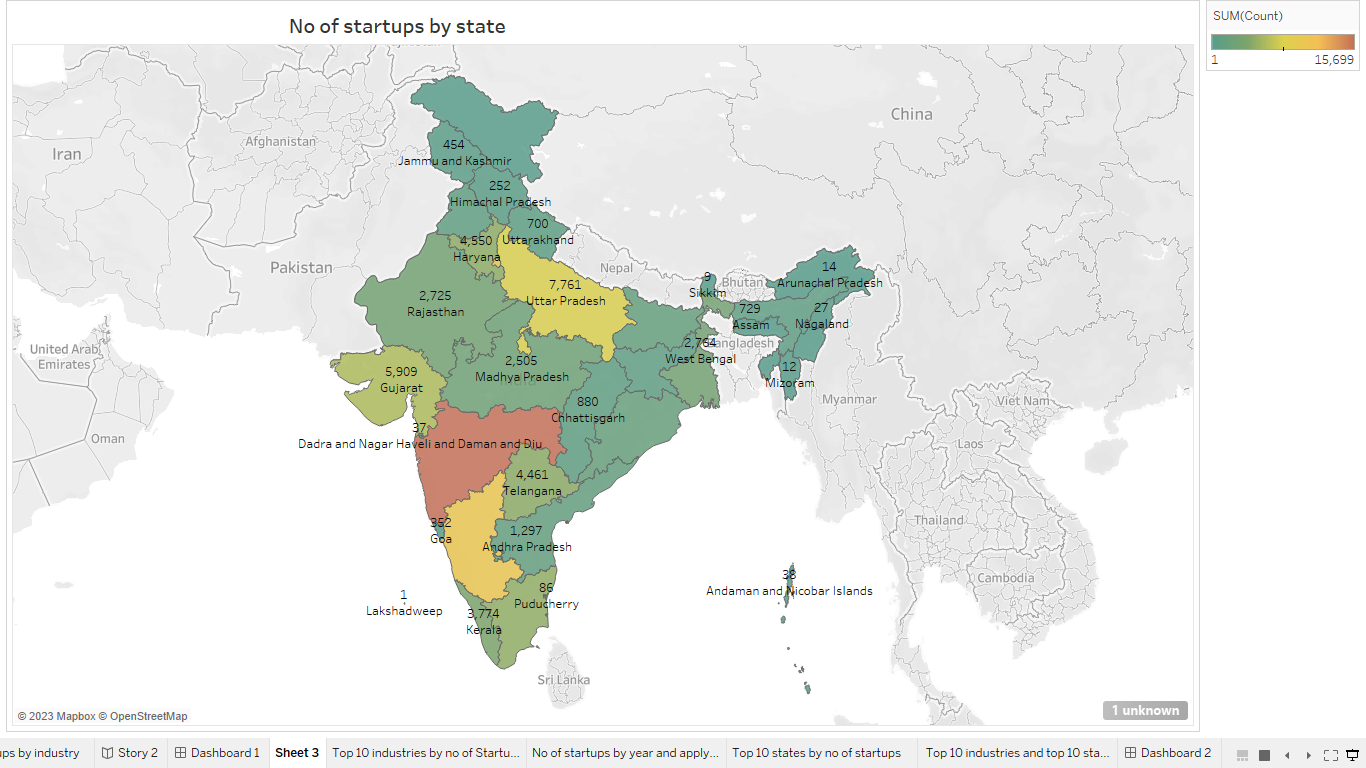 No of startups by state
SUM(Count)
1
15,699
China
Iran
Afghanistan
454
Jammu and Kashmir
252
Himachal Pradesh
700
Uttarakhand
4,550
Haryana
Pakistan
Nepal
7,761
Uttar Pradesh
9
Sikkim
Bhutan
14
Arunachal Pradesh
2,725
Rajasthan
729
Assam
27
Nagaland
United Arab
Emirates
2,764
West Bengal
2,505
Madhya Pradesh
5,909
Gujarat
12
Mizoram
Myanmar
Viet Nam
880
Chhattisgarh
37
Dadra and Nagar Haveli and Daman and Diu
Oman
Laos
4,461
Telangana
352
Goa
1,297
Andhra Pradesh
Thailand
Cambodia
38
Andaman and Nicobar Islands
1
Lakshadweep
86
Puducherry
3,774
Kerala
Sri Lanka
© 2023 Mapbox © OpenStreetMap
1 unknown
ups by industry
Story 2
Dashboard 1
Sheet 3
Top 10 industries by no of Startu...
No of startups by year and apply...
Top 10 states by no of startups
Top 10 industries and top 10 sta...
Dashboard 2